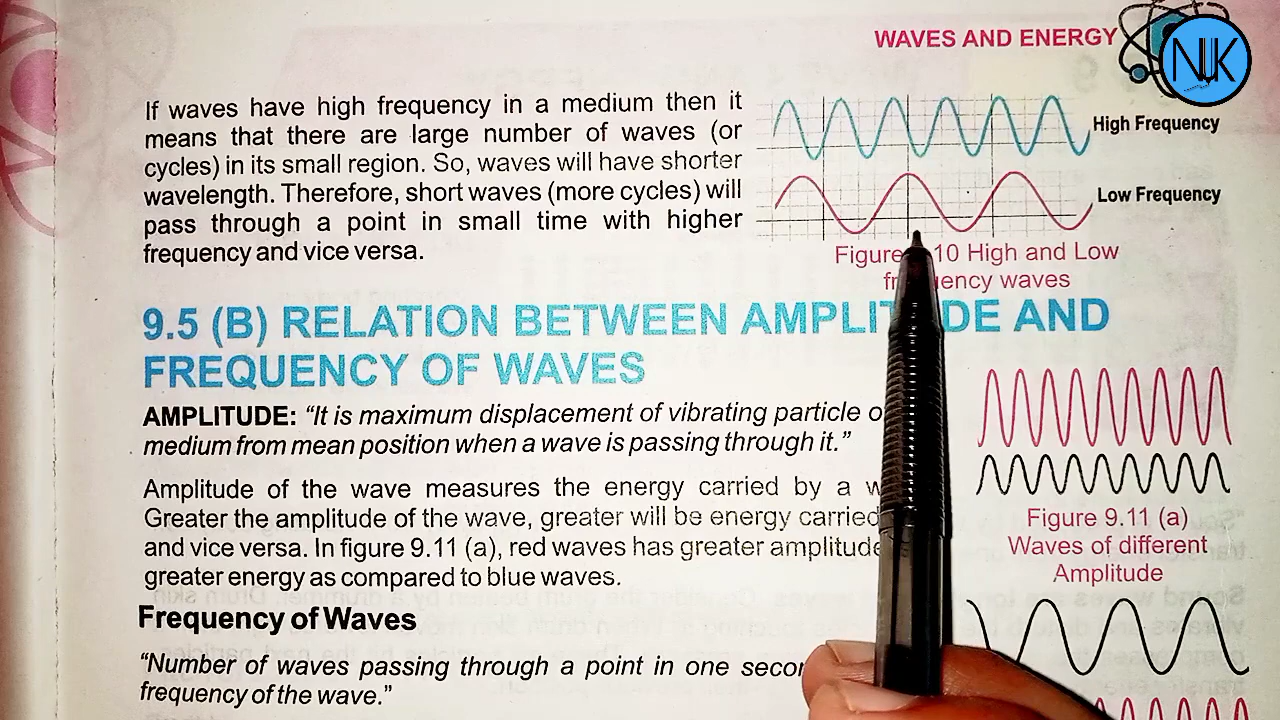 WAVES AND ENERGY
NUK
If waves have high frequency in a medium then it
means that there are large number of waves (or
cycles) in its small region. So, waves will have shorter
wavelength. Therefore, short waves (more cycles) will
pass through a point in small time with higher
frequency and vice versa.
High Frequency
Low Frequency
Figure 10 High and Low
waves
9.5 (B) RELATION BETWEEN AMPLITUDE AND
FREQUENCY OF WAVES
AMPLITUDE: “It is maximum displacement of vibrating particle
medium from mean position when a wave is passing through it.”
Amplitude of the wave measures the energy carried by a
Greater the amplitude of the wave, greater will be energy carried
and vice versa. In figure 9.11 (a), red waves has greater amplitude
greater energy as compared to blue waves.
Figure 9.11 (a)
Waves of different
Amplitude
Frequency of Waves
“Number of waves passing through a point in one
frequency of the wave.”